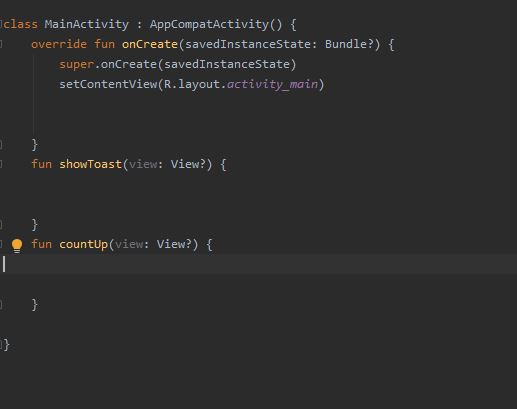 class MainActivity : AppCompatActivity() {
    override fun onCreate(savedInstanceState: Bundle?) {
        super.onCreate(savedInstanceState)
        setContentView(R.layout.activity_main)
    }
    fun showToast(view: View?) {
    }
    fun countUp(view: View?) {
    }
}